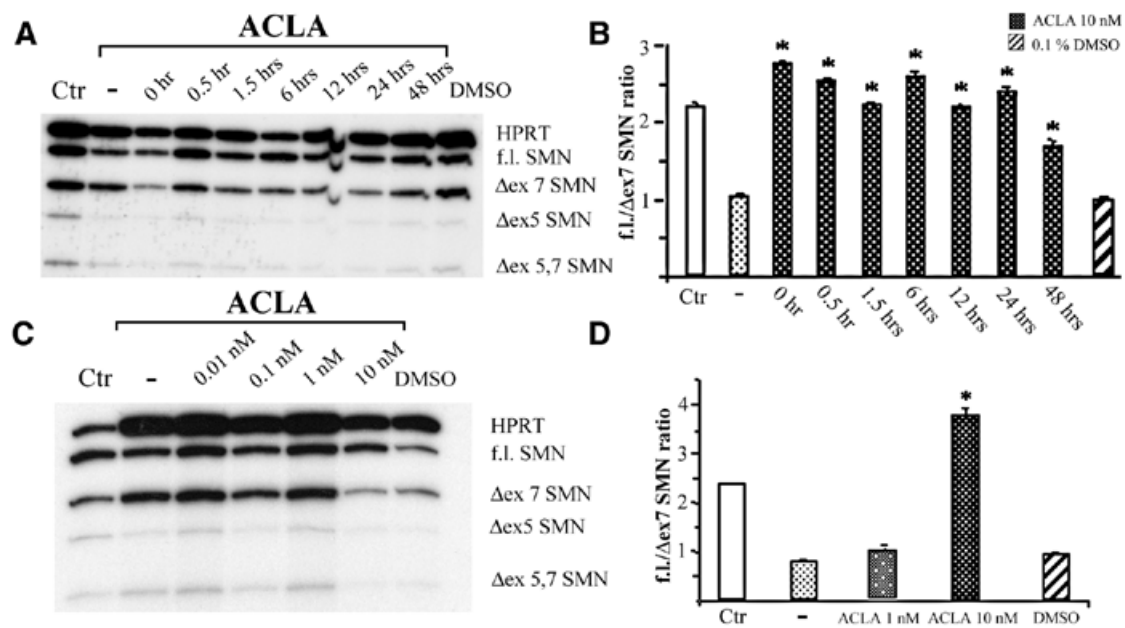 A
ACLA
Ctr - 0 hr 0.5 hr 1.5 hrs 6 hrs 12 hrs 24 hrs 48 hrs DMSO
HPRT
f.l. SMN
Δex 7 SMN
Δex5 SMN
Δex 5,7 SMN
B
ACLA 10 nM
0.1 % DMSO
f.l./Δex7 SMN ratio
3
2
1
* * * * * * *
Ctr - 0 hr 0.5 hr 1.5 hrs 6 hrs 12 hrs 24 hrs 48 hrs
C
ACLA
Ctr - 0.01 nM 0.1 nM 1 nM 10 nM DMSO
HPRT
f.l. SMN
Δex 7 SMN
Δex5 SMN
Δex 5,7 SMN
D
f.l./Δex7 SMN ratio
4
3
2
1
*
Ctr - ACLA 1 nM ACLA 10 nM DMSO